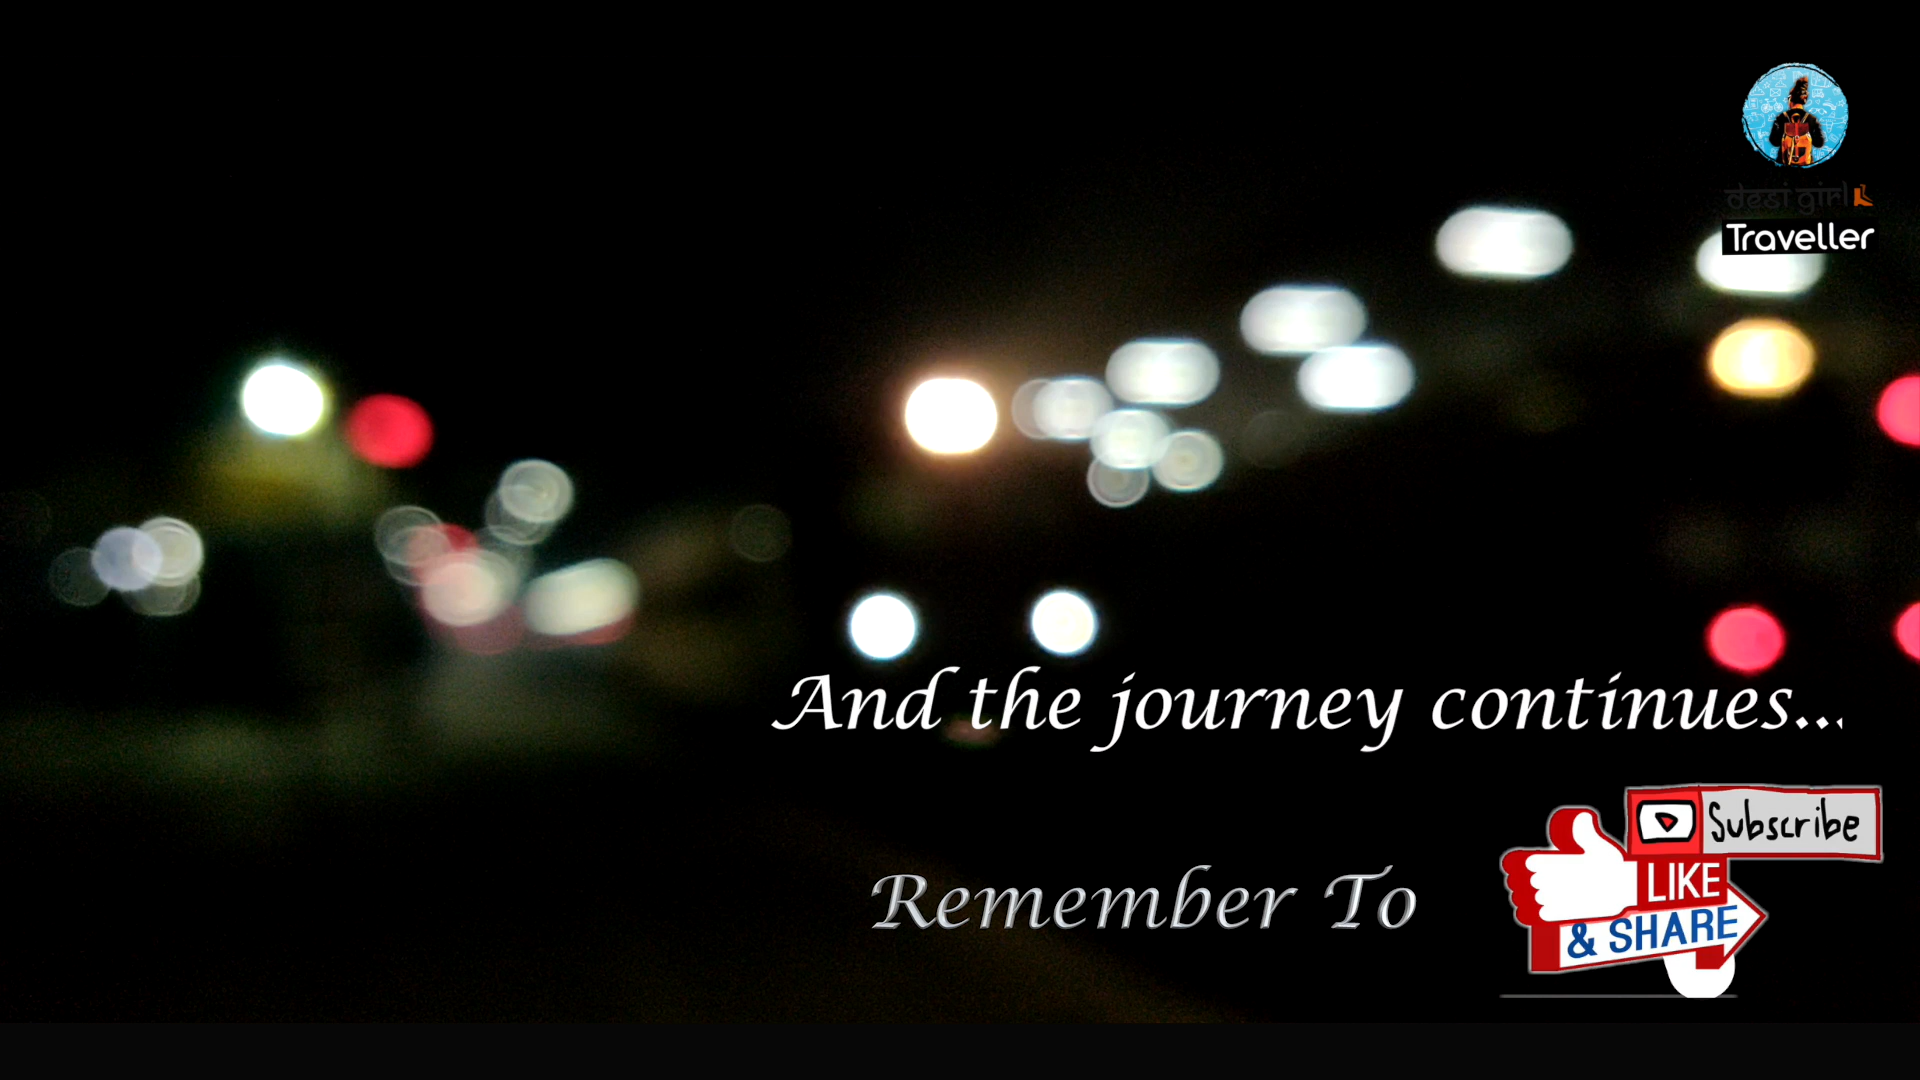 desi girl
Traveller
And the journey continues...
Subscribe
Remember To
LIKE
& SHARE